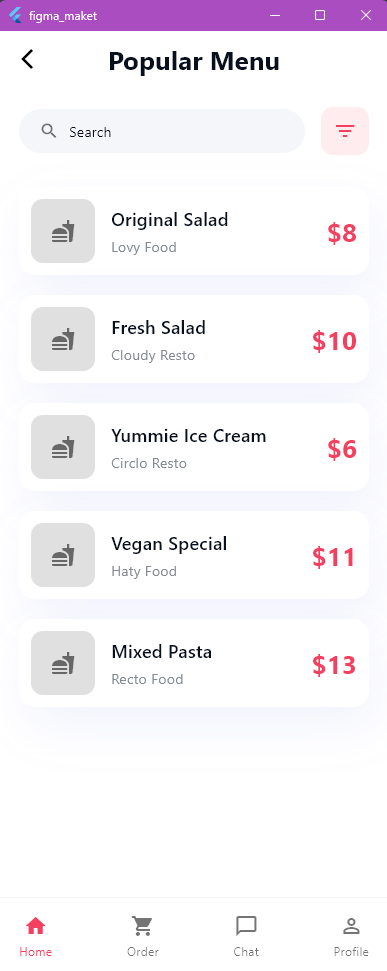 figma_maket
Popular Menu
Search
Original Salad
Lovy Food
$8
Fresh Salad
Cloudy Resto
$10
Yummie Ice Cream
Circlo Resto
$6
Vegan Special
Haty Food
$11
Mixed Pasta
Recto Food
$13
Home
Order
Chat
Profile